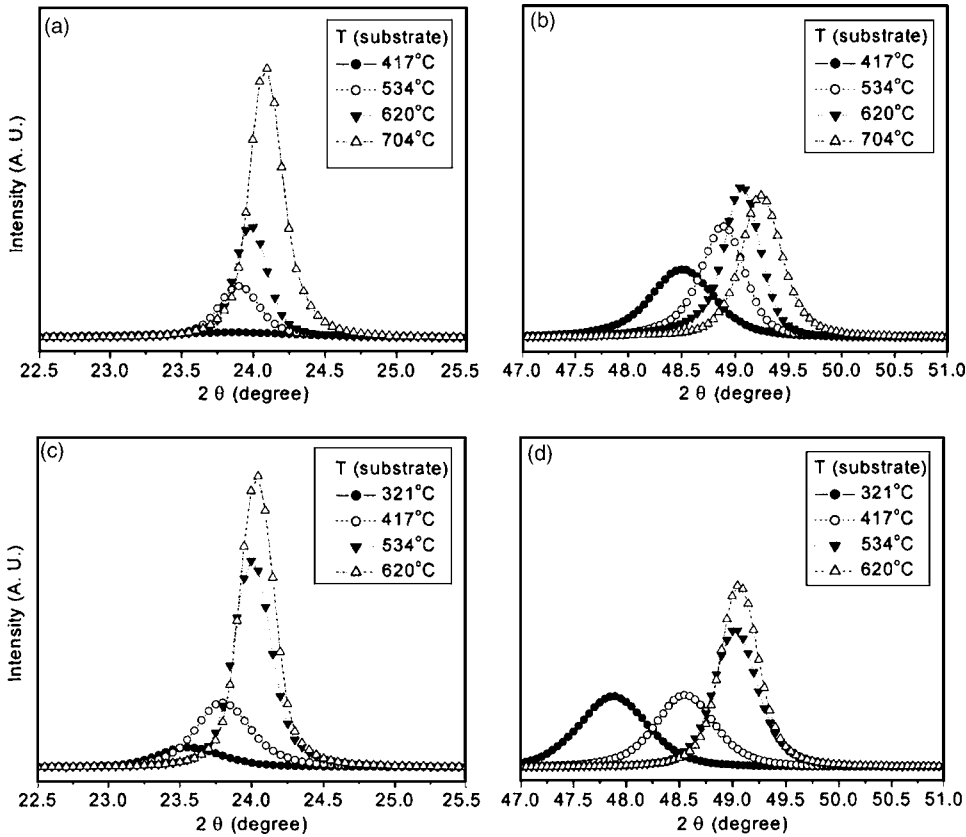 (a)
T (substrate)
417°C
534°C
620°C
704°C
Intensity (A. U.)
22.5 23.0 23.5 24.0 24.5 25.0 25.5
2 θ (degree)
(b)
T (substrate)
417°C
534°C
620°C
704°C
47.0 47.5 48.0 48.5 49.0 49.5 50.0 50.5 51.0
2 θ (degree)
(c)
T (substrate)
321°C
417°C
534°C
620°C
Intensity (A. U.)
22.5 23.0 23.5 24.0 24.5 25.0 25.5
2 θ (degree)
(d)
T (substrate)
321°C
417°C
534°C
620°C
47.0 47.5 48.0 48.5 49.0 49.5 50.0 50.5 51.0
2 θ (degree)